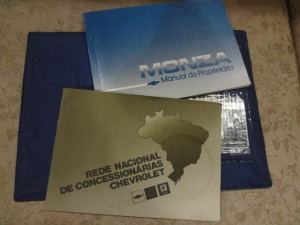 MONZA
Manual do Proprietário
REDE NACIONAL
DE CONCESSIONÁRIAS
CHEVROLET